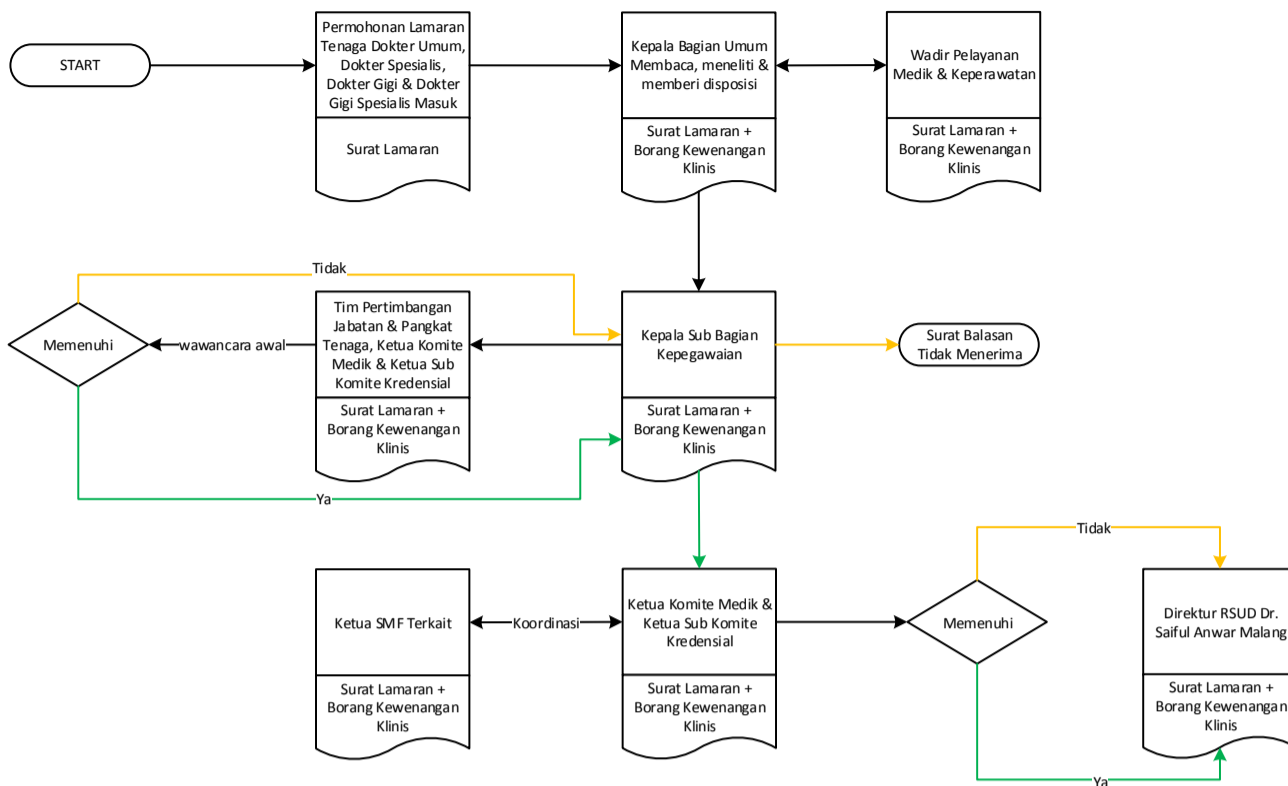 START
Permohonan Lamaran
Tenaga Dokter Umum,
Dokter Spesialis,
Dokter Gigi & Dokter
Gigi Spesialis Masuk
Surat Lamaran
Kepala Bagian Umum
Membaca, meneliti &
memberi disposisi
Surat Lamaran +
Borang Kewenangan
Klinis
Wadir Pelayanan
Medik & Keperawatan
Surat Lamaran +
Borang Kewenangan
Klinis
Tidak
Memenuhi
wawancara awal
Tim Pertimbangan
Jabatan & Pangkat
Tenaga, Ketua Komite
Medik & Ketua Sub
Komite Kredensial
Surat Lamaran +
Borang Kewenangan
Klinis
Kepala Sub Bagian
Kepegawaian
Surat Lamaran +
Borang Kewenangan
Klinis
Surat Balasan
Tidak Menerima
Ya
Ketua SMF Terkait
Surat Lamaran +
Borang Kewenangan
Klinis
Koordinasi
Ketua Komite Medik &
Ketua Sub Komite
Kredensial
Surat Lamaran +
Borang Kewenangan
Klinis
Tidak
Memenuhi
Direktur RSUD Dr.
Saiful Anwar Malang
Surat Lamaran +
Borang Kewenangan
Klinis
Ya